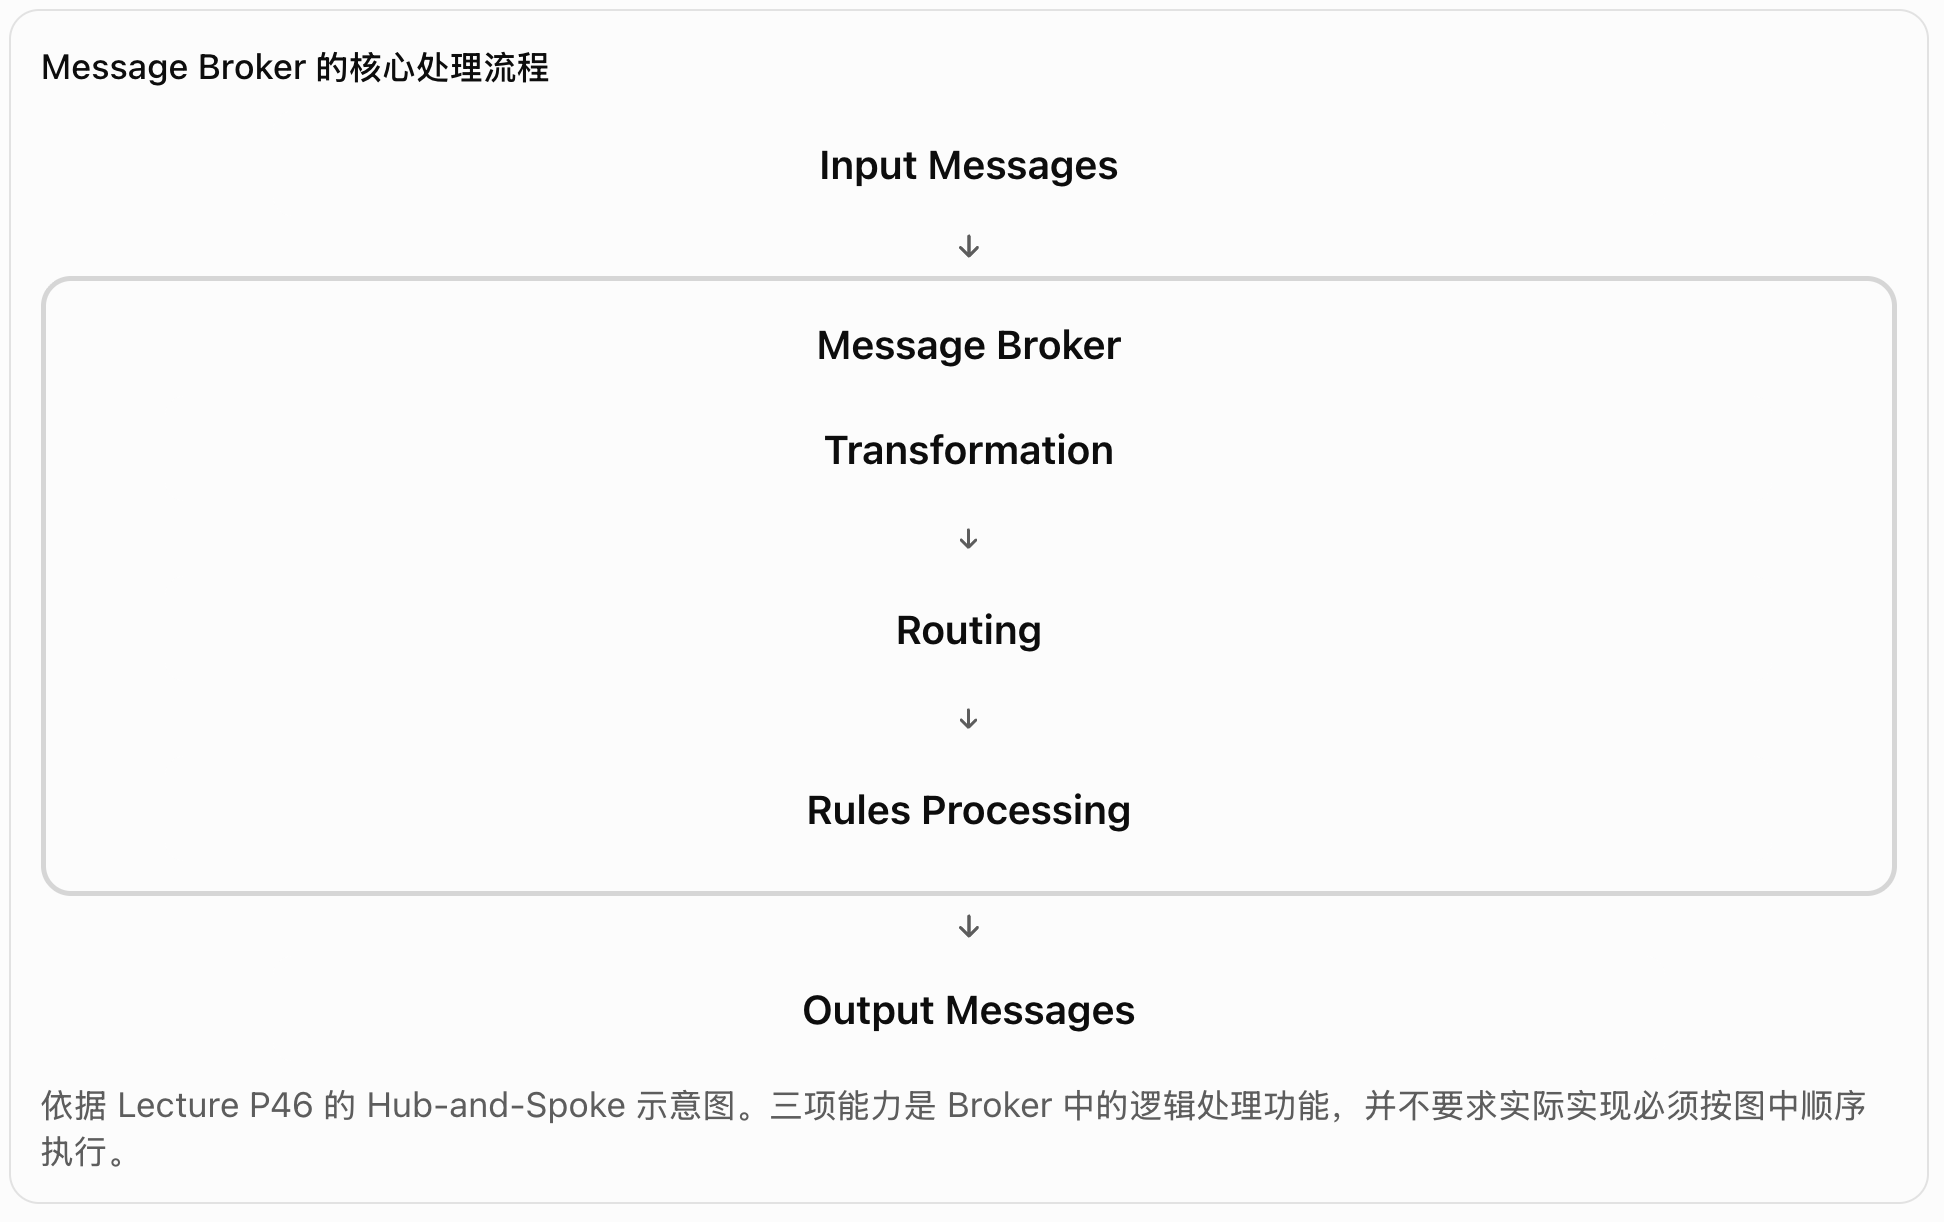 Message Broker 的核心处理流程
Input Messages
↓
Message Broker
Transformation
↓
Routing
↓
Rules Processing
↓
Output Messages
依据 Lecture P46 的 Hub-and-Spoke 示意图。三项能力是 Broker 中的逻辑处理功能，并不要求实际实现必须按图中顺序
执行。